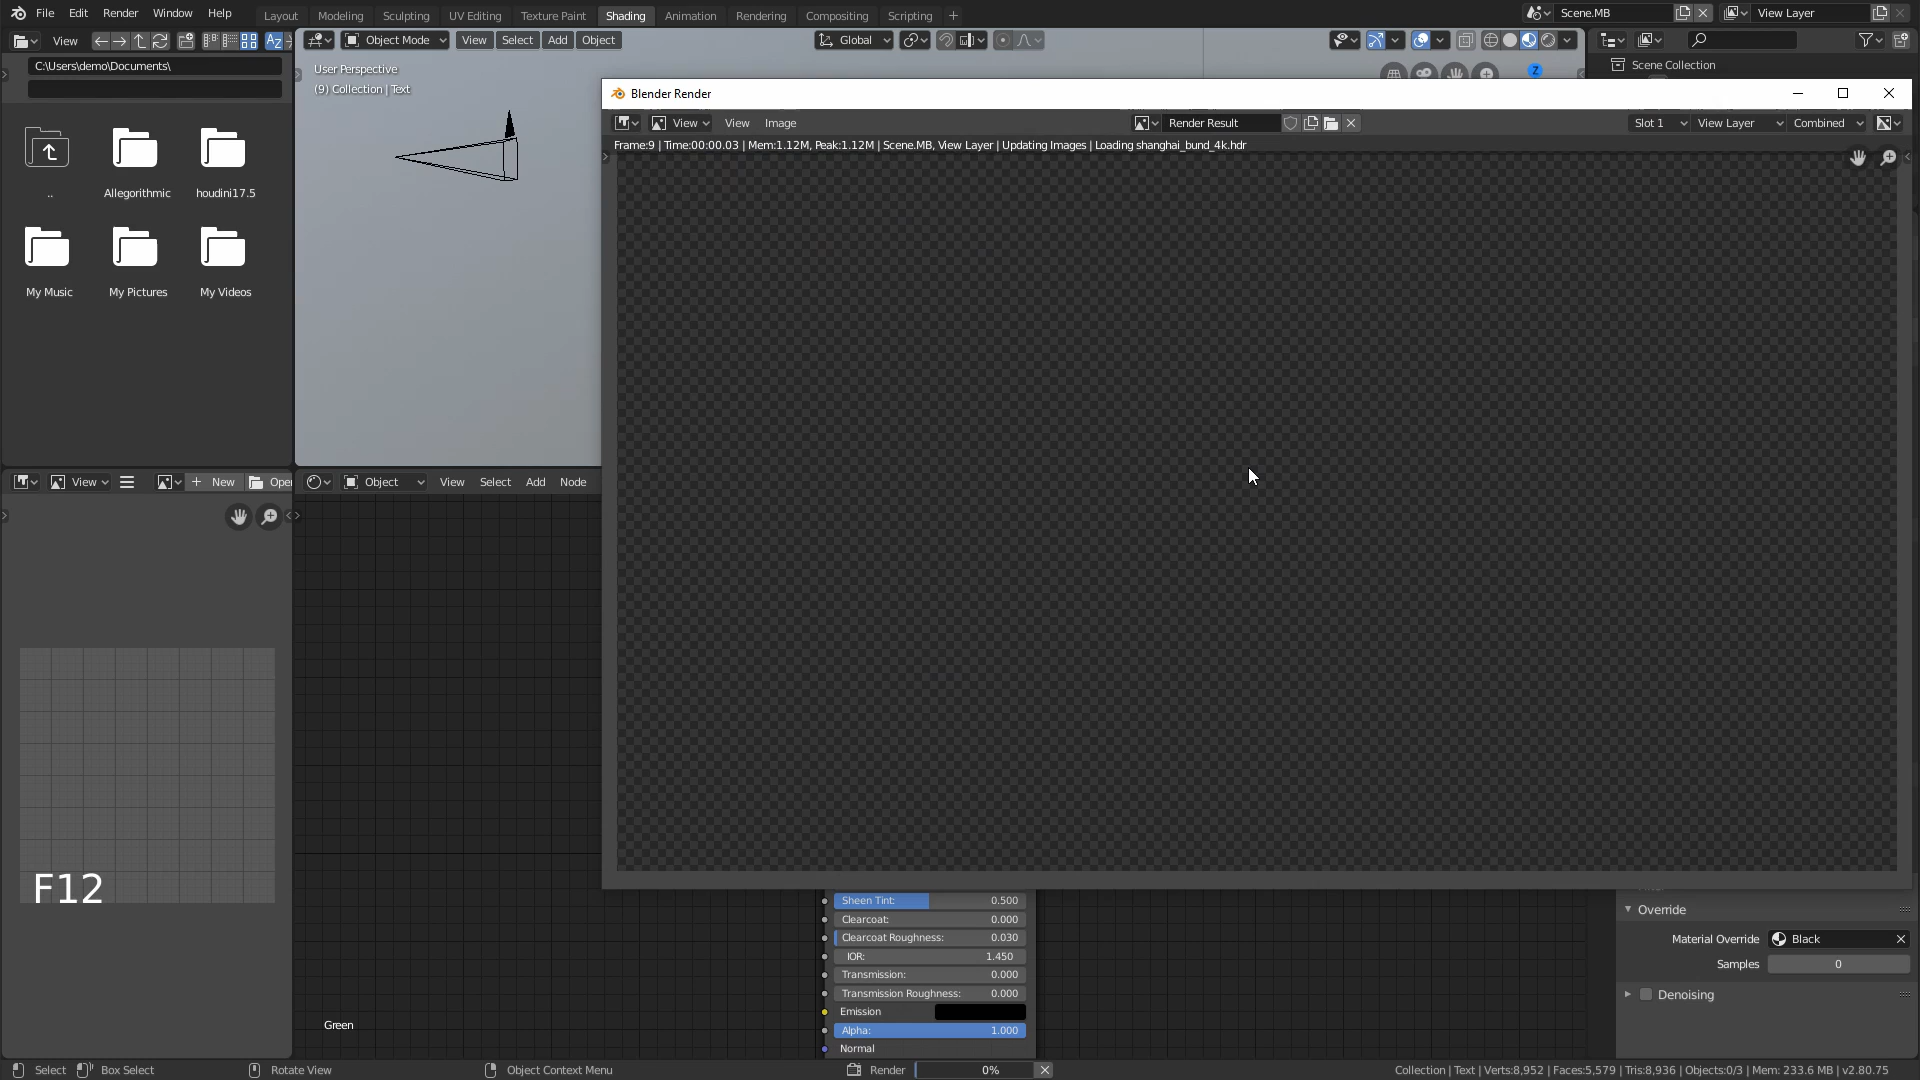 File Edit Render Window Help Layout Modeling Sculpting UV Editing Texture Paint Shading Animation Rendering Compositing Scripting + Scene.MB View Layer
View Object Mode View Select Add Object Global
C:\Users\demo\Documents\
User Perspective
(9) Collection | Text
Scene Collection
Blender Render
View View Image Render Result Slot 1 View Layer Combined
Frame:9 | Time:00:00.03 | Mem:1.12M, Peak:1.12M | Scene.MB, View Layer | Updating Images | Loading shanghai_bund_4k.hdr
.. Allegorithmic houdini17.5
My Music My Pictures My Videos
View New Open Object View Select Add Node
F12
Sheen Tint: 0.500
Clearcoat: 0.000
Clearcoat Roughness: 0.030
IOR: 1.450
Transmission: 0.000
Transmission Roughness: 0.000
Emission
Alpha: 1.000
Normal
Green
Override
Material Override Black
Samples 0
Denoising
Select Box Select Rotate View Object Context Menu Render 0% Collection | Text | Verts:8,952 | Faces:5,579 | Tris:8,936 | Objects:0/3 | Mem: 233.6 MB | v2.80.75